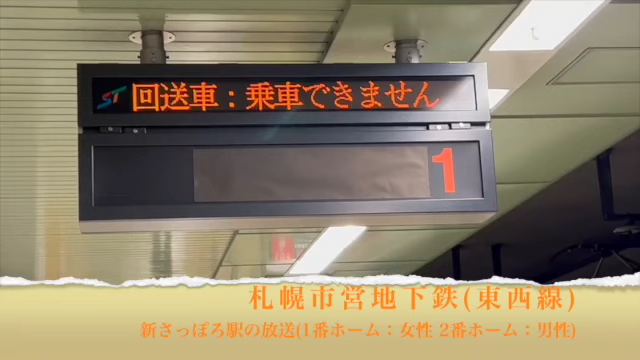 ST 回送車：乗車できません
1
札幌市営地下鉄(東西線)
新さっぽろ駅の放送(1番ホーム：女性 2番ホーム：男性)